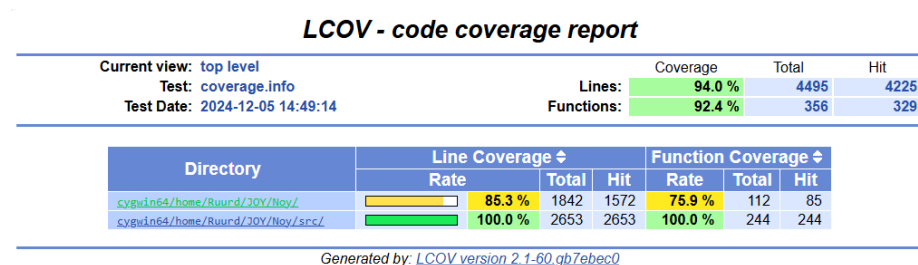 LCOV - code coverage report
Current view: top level Coverage Total Hit
Test: coverage.info Lines: 94.0 % 4495 4225
Test Date: 2024-12-05 14:49:14 Functions: 92.4 % 356 329
Directory Line Coverage Function Coverage
Rate Total Hit Rate Total Hit
cygwin64/home/Ruurd/JOY/Noy/ 85.3 % 1842 1572 75.9 % 112 85
cygwin64/home/Ruurd/JOY/Noy/src/ 100.0 % 2653 2653 100.0 % 244 244
Generated by: LCOV version 2.1-60.gb7ebec0